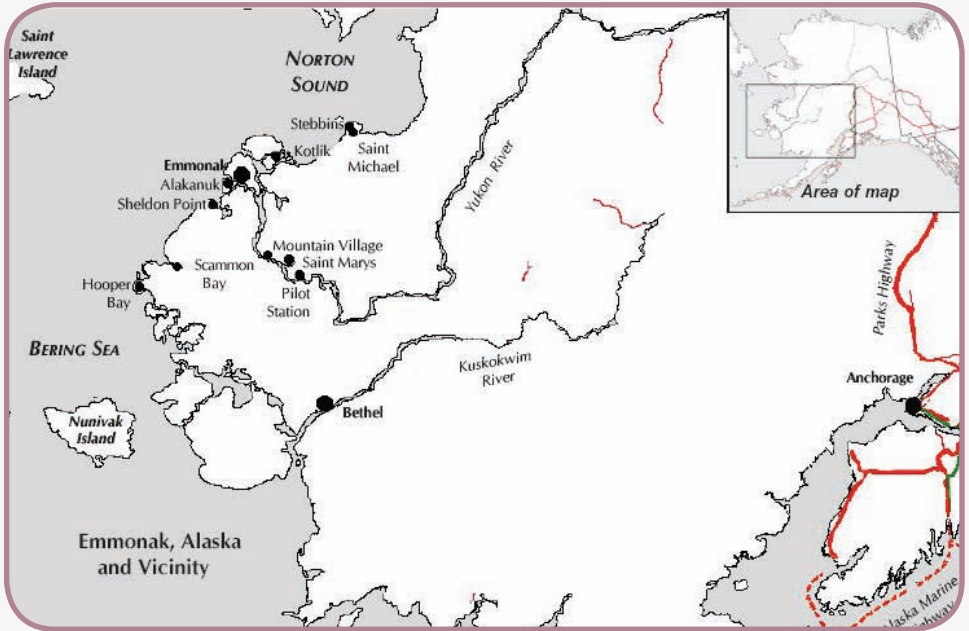 Saint
Lawrence
Island
NORTON
SOUND
Stebbins
Saint
Michael
Kotlik
Emmonak
Alakanuk
Sheldon Point
Yukon River
Mountain Village
Saint Marys
Pilot
Station
Scammon
Bay
Hooper
Bay
BERING SEA
Kuskokwim
River
Bethel
Nunivak
Island
Emmonak, Alaska
and Vicinity
Area of map
Parks Highway
Anchorage
Alaska Marine
Highway